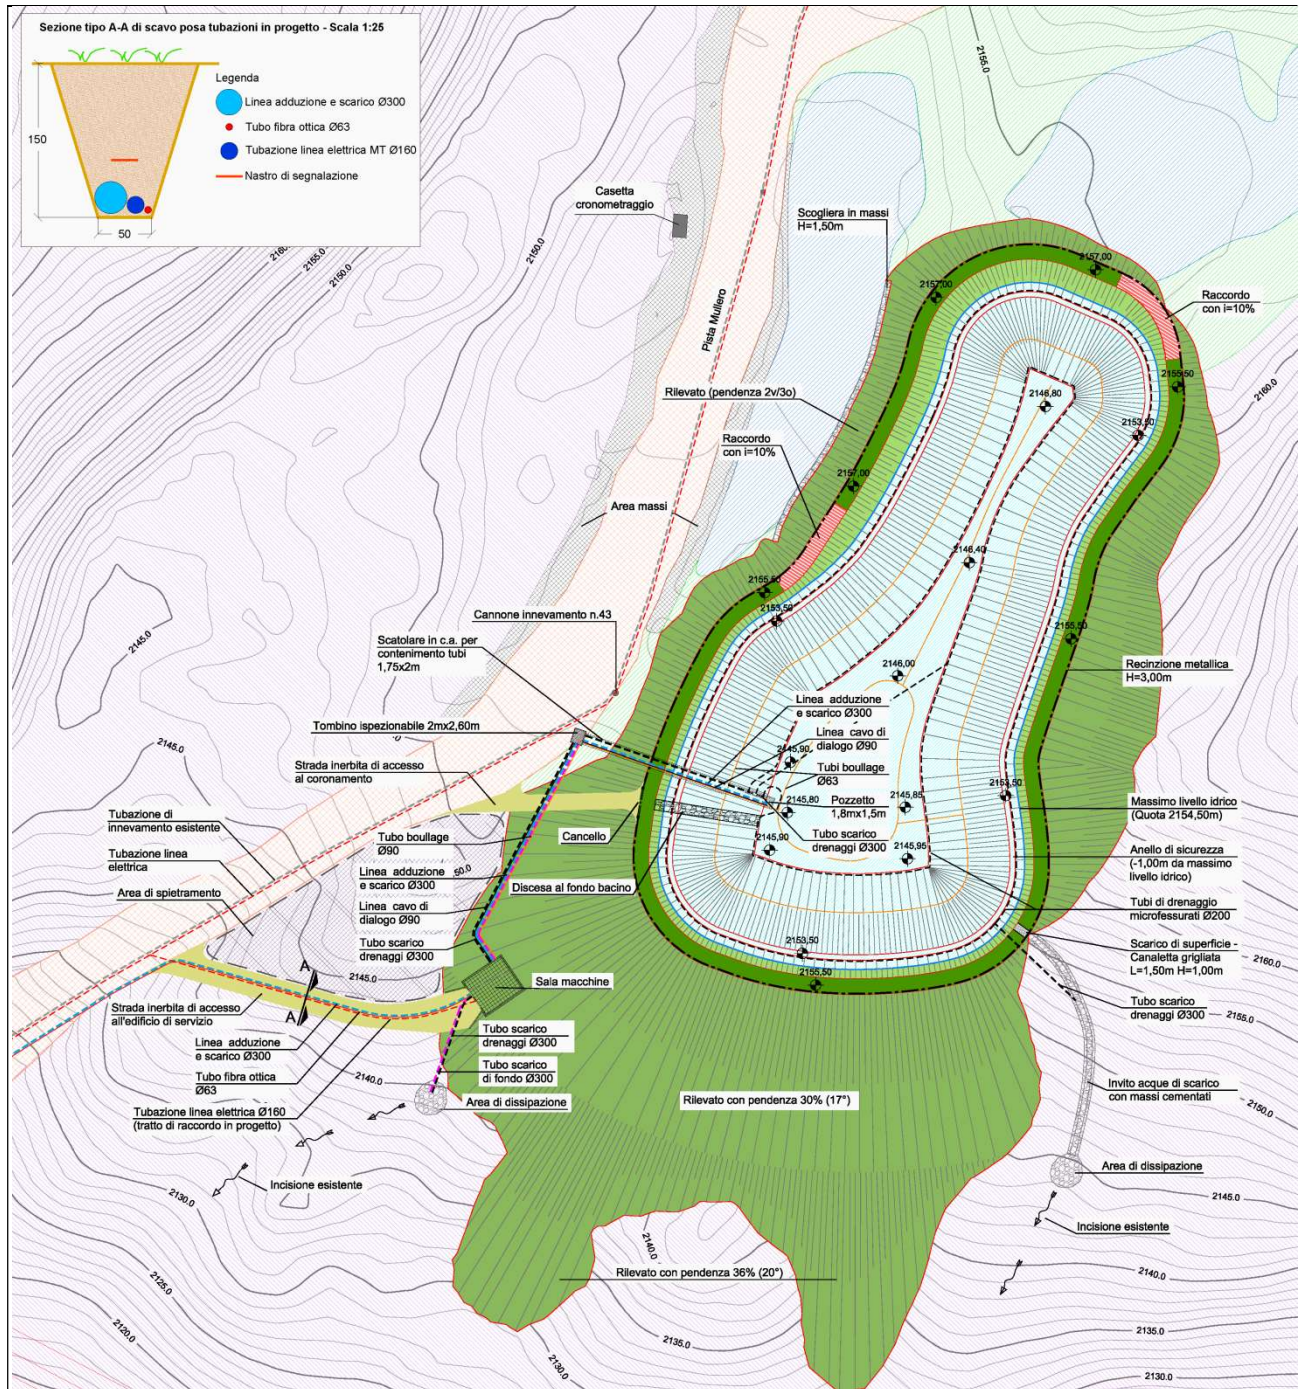 Sezione tipo A-A di scavo posa tubazioni in progetto - Scala 1:25
Legenda
Linea adduzione e scarico Ø300
Tubo fibra ottica Ø63
Tubazione linea elettrica MT Ø160
Nastro di segnalazione
150
50
2155.0
2160.0
2155.0
2150.0
2150.0
Casetta
cronometraggio
Scogliera in massi
H=1,50m
2157,00
2157,00
Raccordo
con i=10%
Pista Mullero
2155,50
2160.0
Rilevato (pendenza 2v/3o)
2146,80
2153,50
Raccordo
con i=10%
2157,00
Area massi
2146,40
2155,50
2153,50
2145.0
Cannone innevamento n.43
2155,50
Scatolare in c.a. per
contenimento tubi
1,75x2m
Recinzione metallica
H=3,00m
2146,00
Linea adduzione
e scarico Ø300
Tombino ispezionabile 2mx2,60m
Linea cavo di
dialogo Ø90
2145.0
2145,90
Strada inerbita di accesso
al coronamento
Tubi boullage
Ø63
2153,50
2145,80
Pozzetto
1,8mx1,5m
2145,85
Massimo livello idrico
(Quota 2154,50m)
Tubazione di
innevamento esistente
Tubo boullage
Ø90
Cancello
Tubo scarico
drenaggi Ø300
2145,90
2145,95
Tubazione linea
elettrica
Anello di sicurezza
(-1,00m da massimo
livello idrico)
Linea adduzione
e scarico Ø300
50.0
Area di spietramento
Discesa al fondo bacino
Linea cavo di
dialogo Ø90
Tubi di drenaggio
microfessurati Ø200
Tubo scarico
drenaggi Ø300
2153,50
Scarico di superficie -
Canaletta grigliata
L=1,50m H=1,00m
2160.0
A
2145.0
Sala macchine
2155,50
Strada inerbita di accesso
all'edificio di servizio
A
Tubo scarico
drenaggi Ø300
2155.0
Linea adduzione
e scarico Ø300
Tubo scarico
drenaggi Ø300
Tubo fibra ottica
Ø63
2140.0
Tubo scarico
di fondo Ø300
Invito acque di scarico
con massi cementati
2150.0
Tubazione linea elettrica Ø160
(tratto di raccordo in progetto)
Area di dissipazione
Rilevato con pendenza 30% (17°)
Area di dissipazione
Incisione esistente
2130.0
2145.0
Incisione esistente
2140.0
Rilevato con pendenza 36% (20°)
2125.0
2140.0
2120.0
2130.0
2135.0
2135.0
2130.0